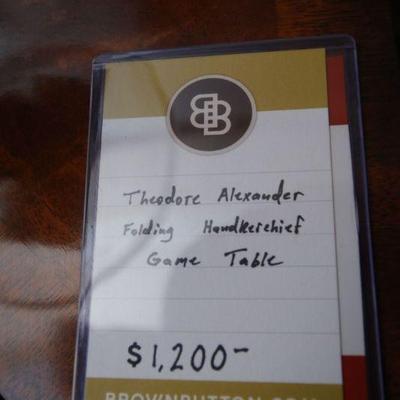 Theodore Alexander
Folding Handkerchief
Game Table
$1,200-
BROWNBUTTON.COM